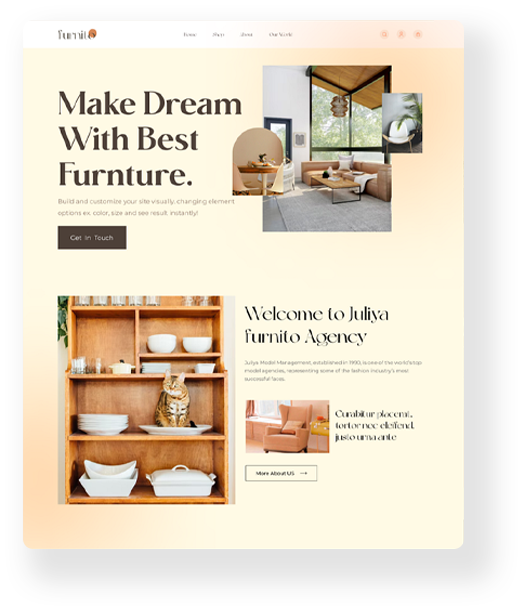 furnito
Home Shop About Our World
Make Dream
With Best
Furnture.
Build and customize your site visually, changing element
options ex. color, size and see result instantly!
Get In Touch
Welcome to Juliya
furnito Agency
Juliya Model Management, established in 1990, is one of the world's top
model agencies, representing some of the fashion industry's most
successful faces.
Curabitur placerat,
tortor nec eleifend,
justo urna ante
More About US